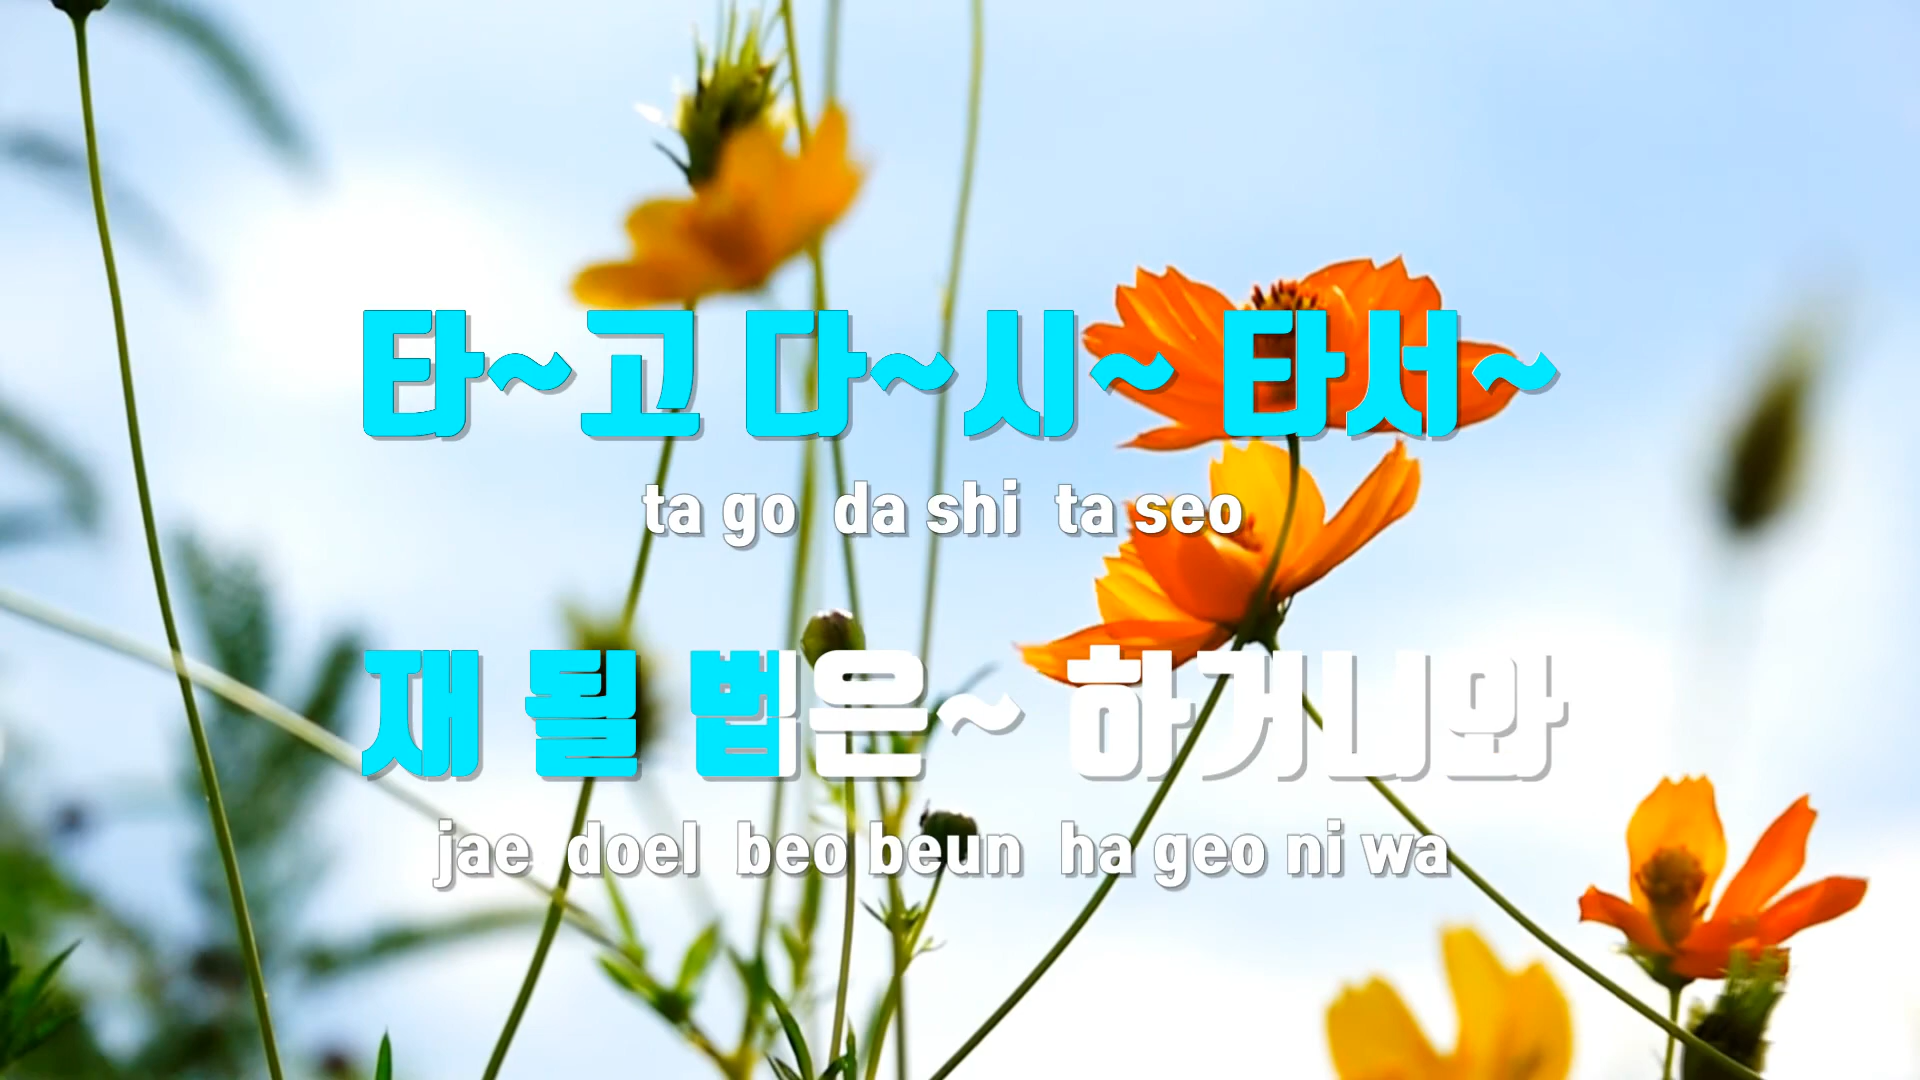 타~고 다~시~ 타서~
ta go da shi ta seo
재 될 법은~ 하거니와
jae doel beo beun ha geo ni wa